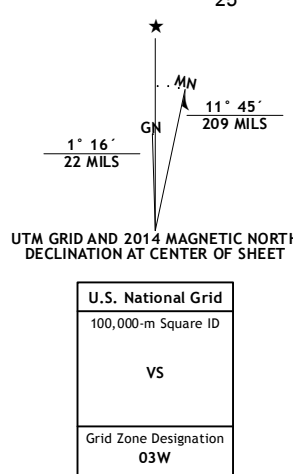 25
★
MN
GN
11° 45´
209 MILS
1° 16´
22 MILS
UTM GRID AND 2014 MAGNETIC NORTH
DECLINATION AT CENTER OF SHEET
U.S. National Grid
100,000-m Square ID
VS
Grid Zone Designation
03W